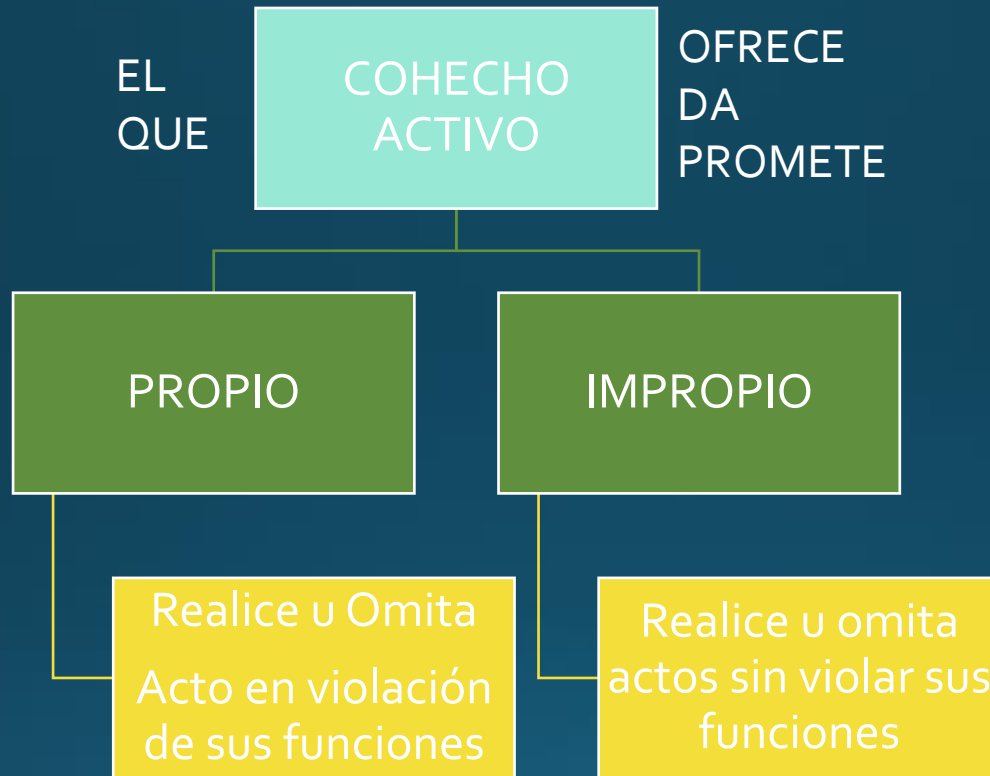 EL
QUE
COHECHO
ACTIVO
OFRECE
DA
PROMETE
PROPIO
IMPROPIO
Realice u Omita
Acto en violación
de sus funciones
Realice u omita
actos sin violar sus
funciones